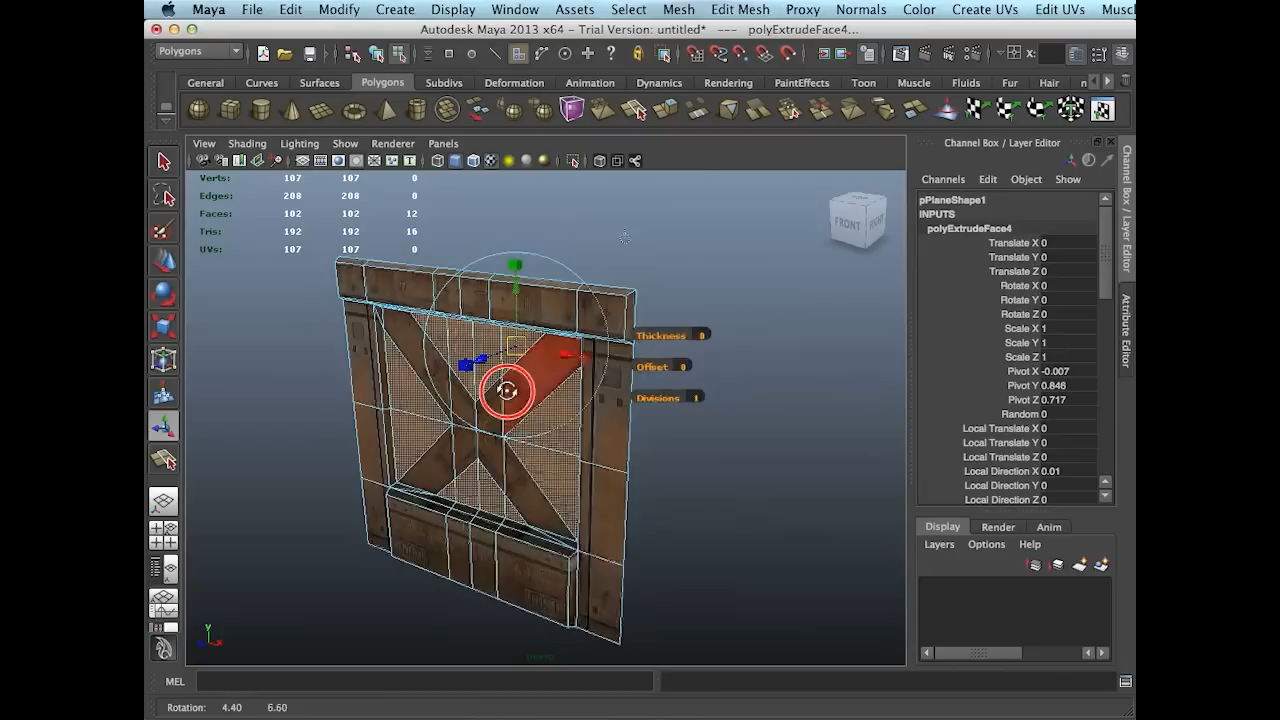 Maya File Edit Modify Create Display Window Assets Select Mesh Edit Mesh Proxy Normals Color Create UVs Edit UVs Musc
Autodesk Maya 2013 x64 - Trial Version: untitled* --- polyExtrudeFace4...
Polygons
X:
General Curves Surfaces Polygons Subdivs Deformation Animation Dynamics Rendering PaintEffects Toon Muscle Fluids Fur Hair
View Shading Lighting Show Renderer Panels
Channel Box / Layer Editor
Channels Edit Object Show
Verts: 107 107 0
Edges: 208 208 0
Faces: 102 102 12
Tris: 192 192 16
UVs: 107 107 0
FRONT RIGHT
Thickness 0
Offset 0
Divisions 1
pPlaneShape1
INPUTS
polyExtrudeFace4
Translate X 0
Translate Y 0
Translate Z 0
Rotate X 0
Rotate Y 0
Rotate Z 0
Scale X 1
Scale Y 1
Scale Z 1
Pivot X -0.007
Pivot Y 0.846
Pivot Z 0.717
Random 0
Local Translate X 0
Local Translate Y 0
Local Translate Z 0
Local Direction X 0.01
Local Direction Y 0
Local Direction Z 0
Channel Box / Layer Editor
Attribute Editor
Display Render Anim
Layers Options Help
y
x
persp
MEL
Rotation: 4.40 6.60